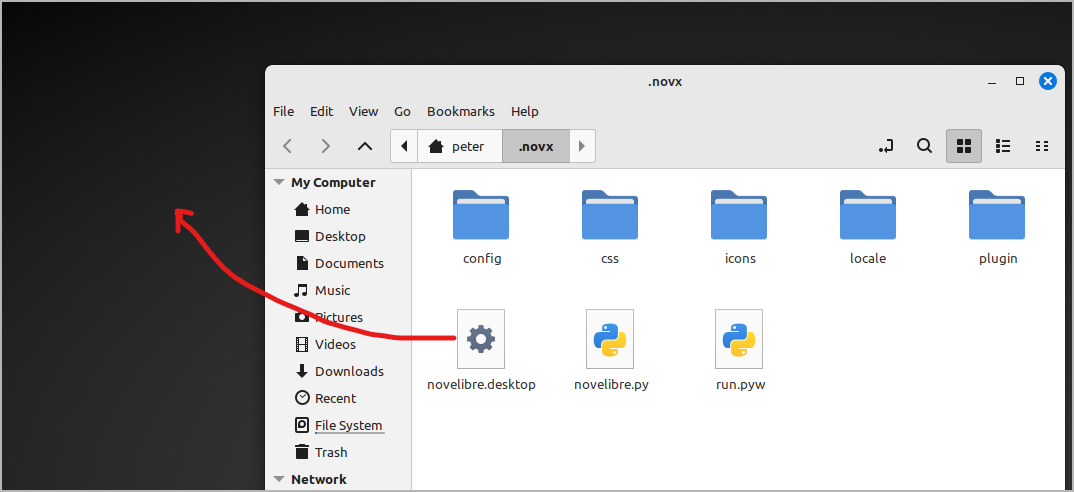 .novx
File Edit View Go Bookmarks Help
peter .novx
My Computer
Home
Desktop
Documents
Music
Pictures
Videos
Downloads
Recent
File System
Trash
Network
config css icons locale plugin
novelibre.desktop novelibre.py run.pyw